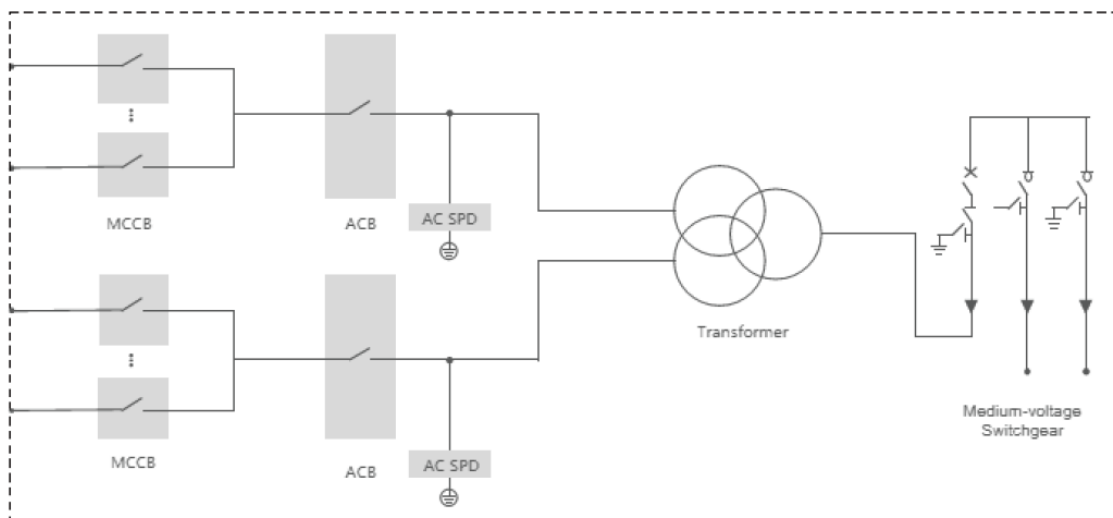 MCCB
ACB
AC SPD
Transformer
Medium-voltage
Switchgear
MCCB
ACB
AC SPD